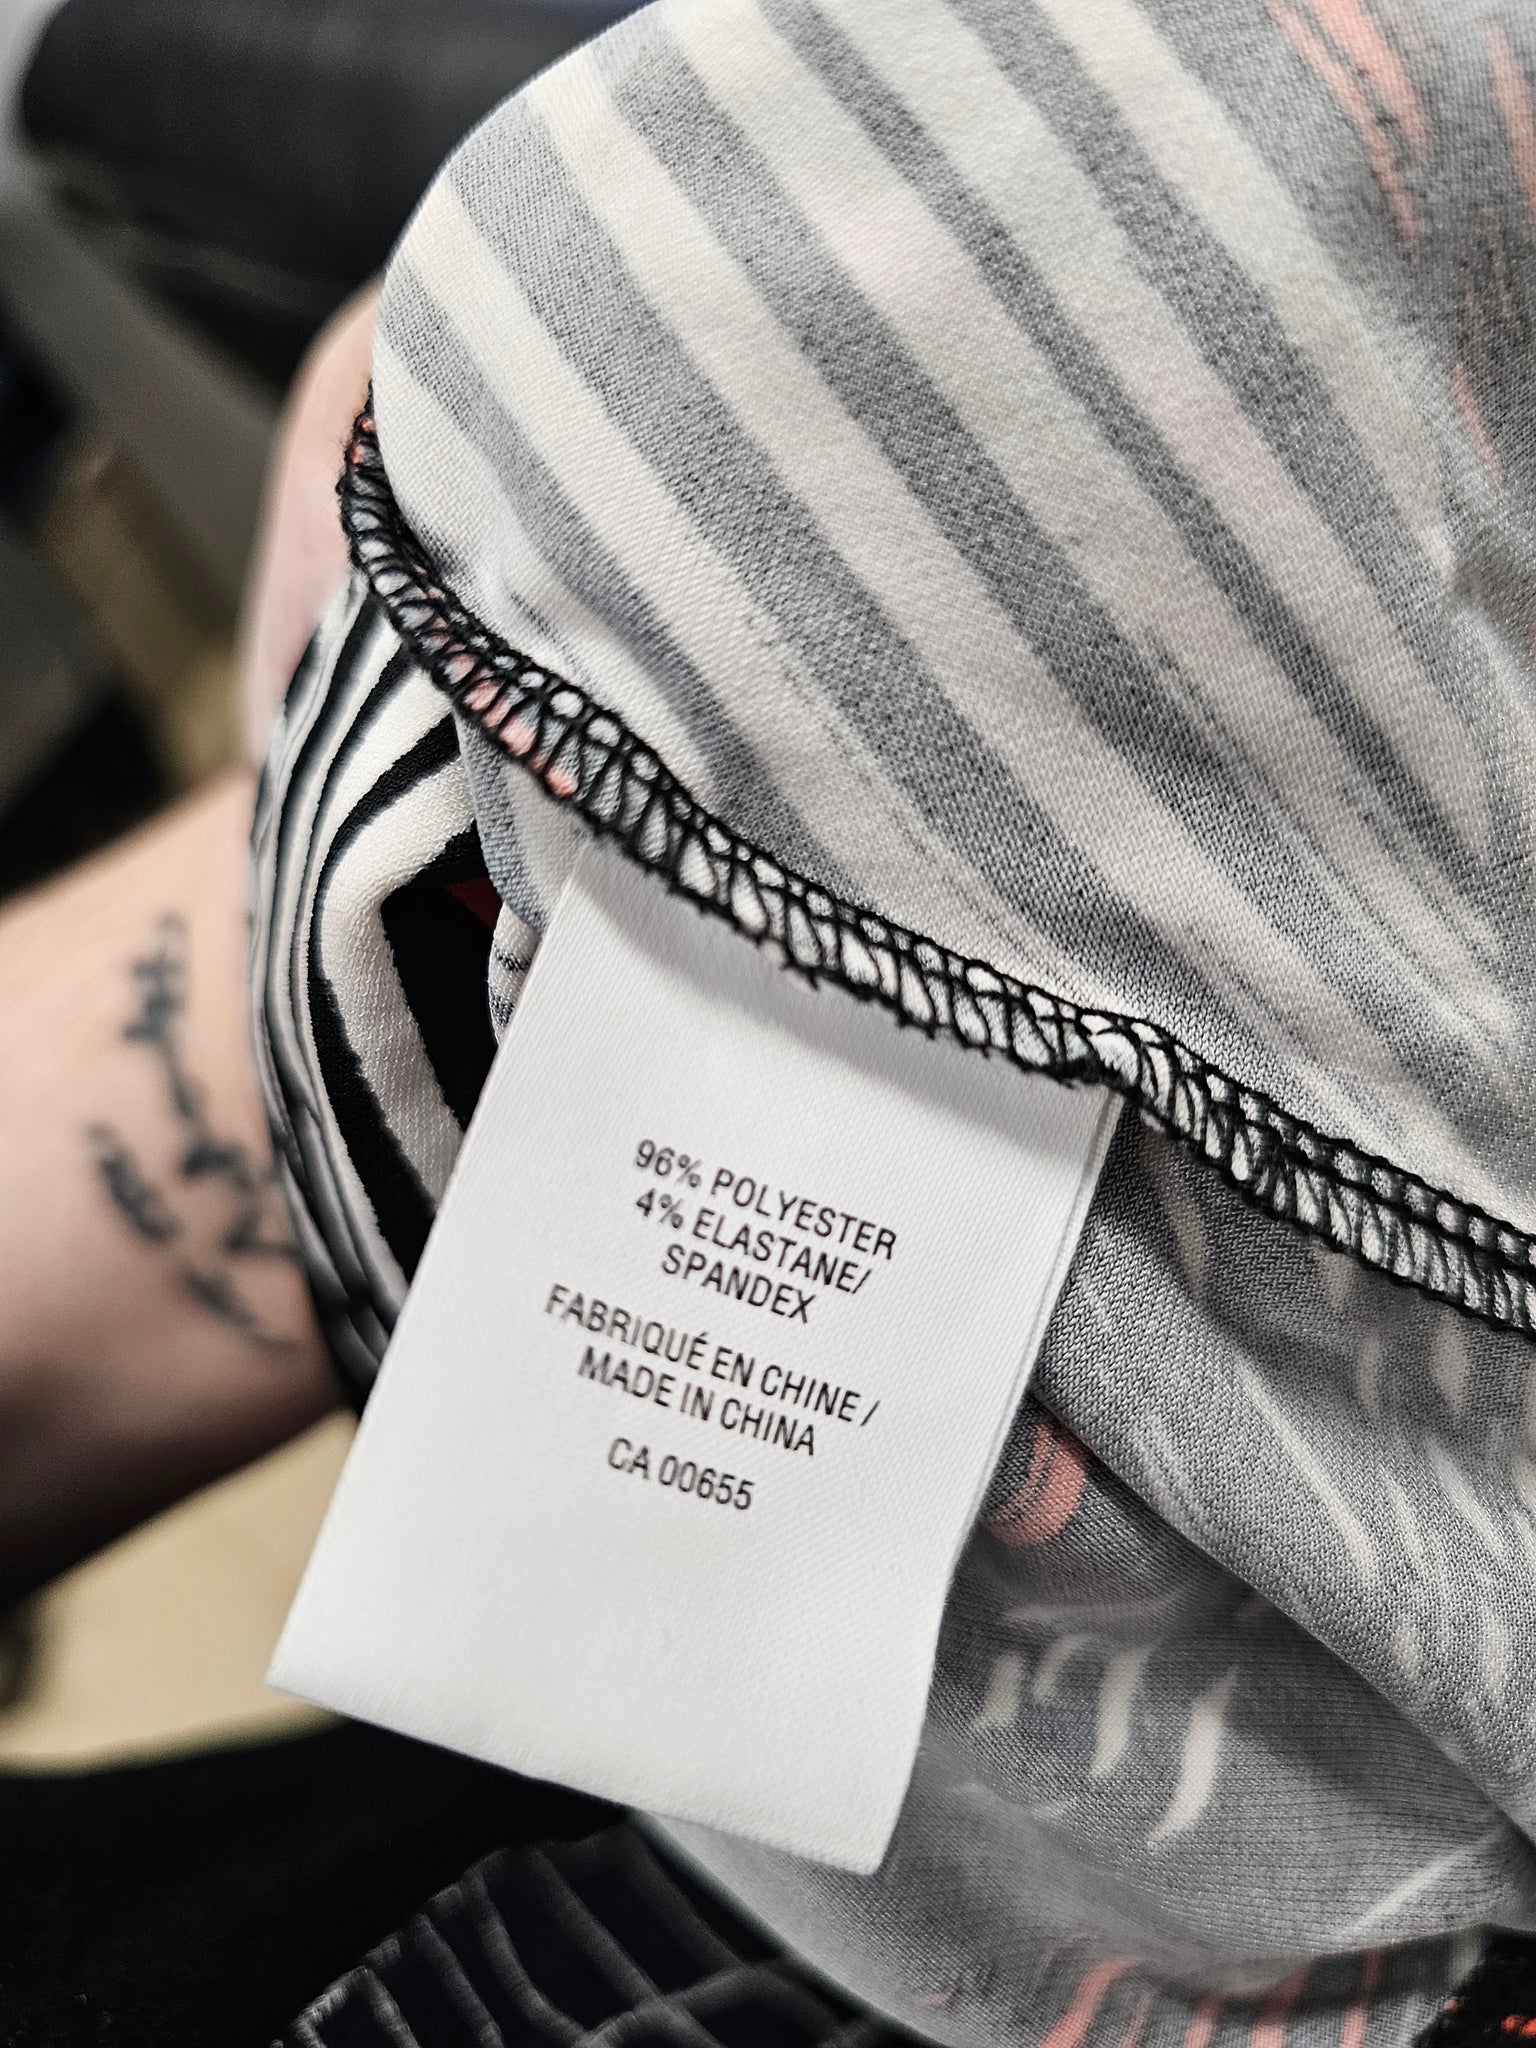 96% POLYESTER
4% ELASTANE/
SPANDEX
FABRIQUÉ EN CHINE /
MADE IN CHINA
CA 00655